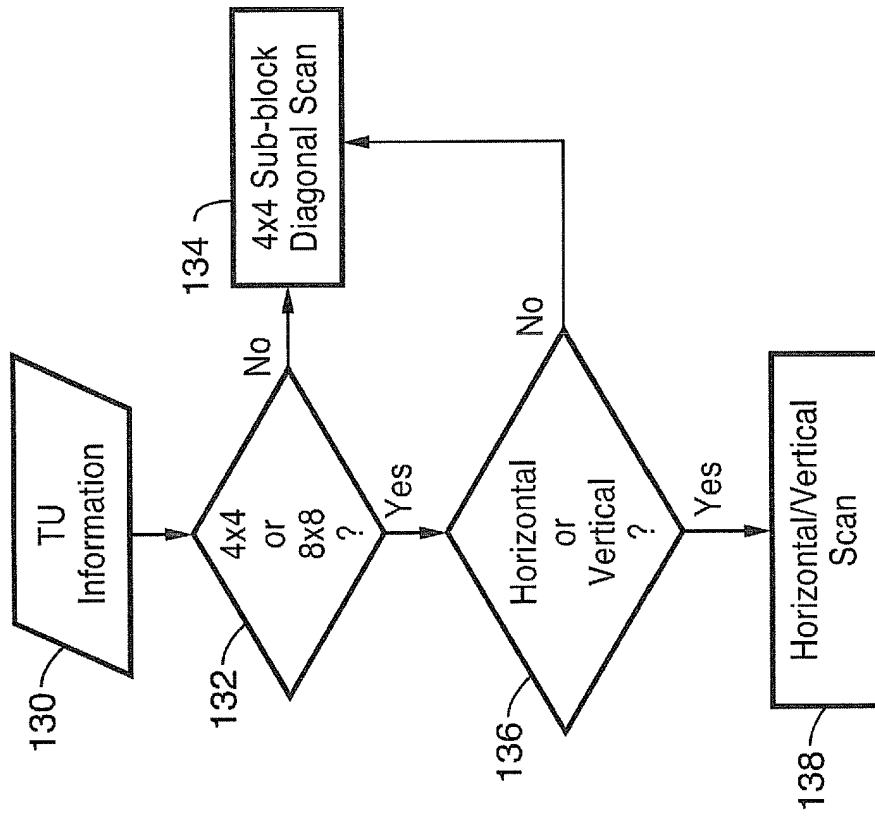 130
TU
Information
132
4x4
or
8x8
?
No
134
4x4 Sub-block
Diagonal Scan
Yes
136
Horizontal
or
Vertical
?
No
Yes
138
Horizontal/Vertical
Scan